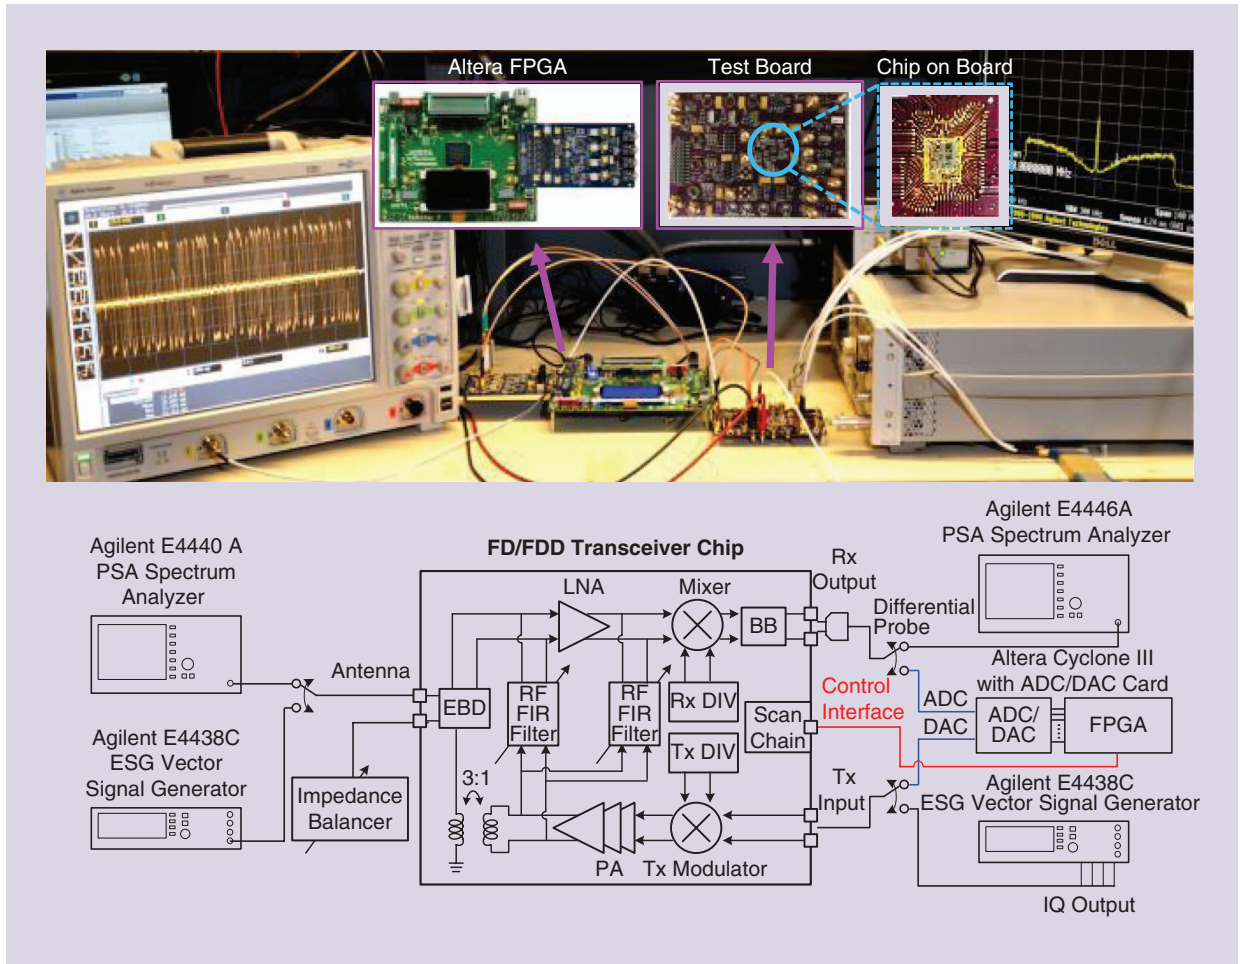 Altera FPGA
Test Board
Chip on Board
Agilent E4440 A
PSA Spectrum
Analyzer
Agilent E4438C
ESG Vector
Signal Generator
Antenna
Impedance
Balancer
FD/FDD Transceiver Chip
LNA
Mixer
BB
EBD
RF
FIR
Filter
RF
FIR
Filter
Rx DIV
Tx DIV
Scan
Chain
3:1
PA
Tx Modulator
Rx
Output
Differential
Probe
Control
Interface
Tx
Input
Agilent E4446A
PSA Spectrum Analyzer
Altera Cyclone III
with ADC/DAC Card
ADC
DAC
ADC/
DAC
FPGA
Agilent E4438C
ESG Vector Signal Generator
IQ Output